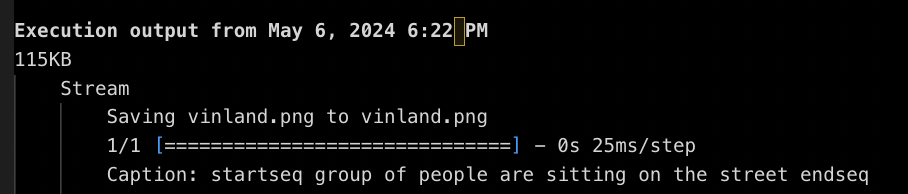 Execution output from May 6, 2024 6:22 PM
115KB
Stream
Saving vinland.png to vinland.png
1/1 [==============================] - 0s 25ms/step
Caption: startseq group of people are sitting on the street endseq